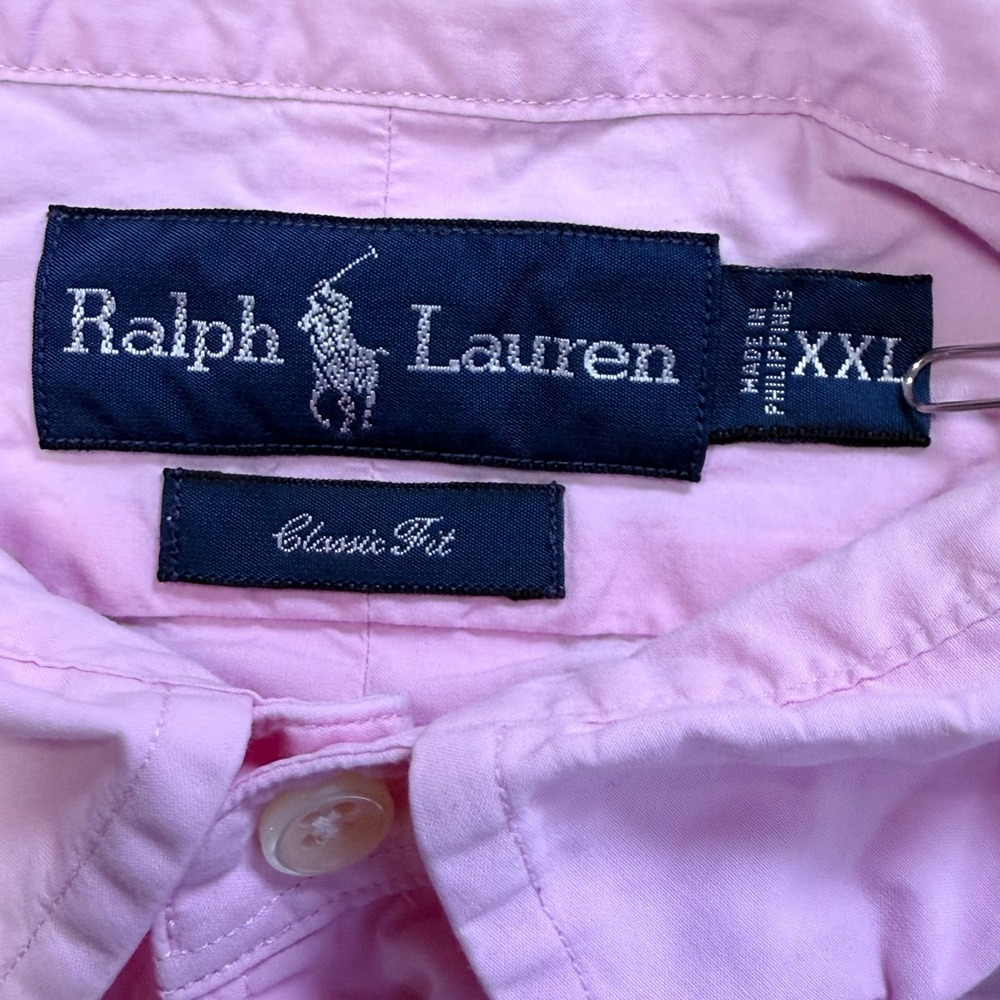 Ralph Lauren
MADE IN
PHILIPPINES
XXL
Classic Fit